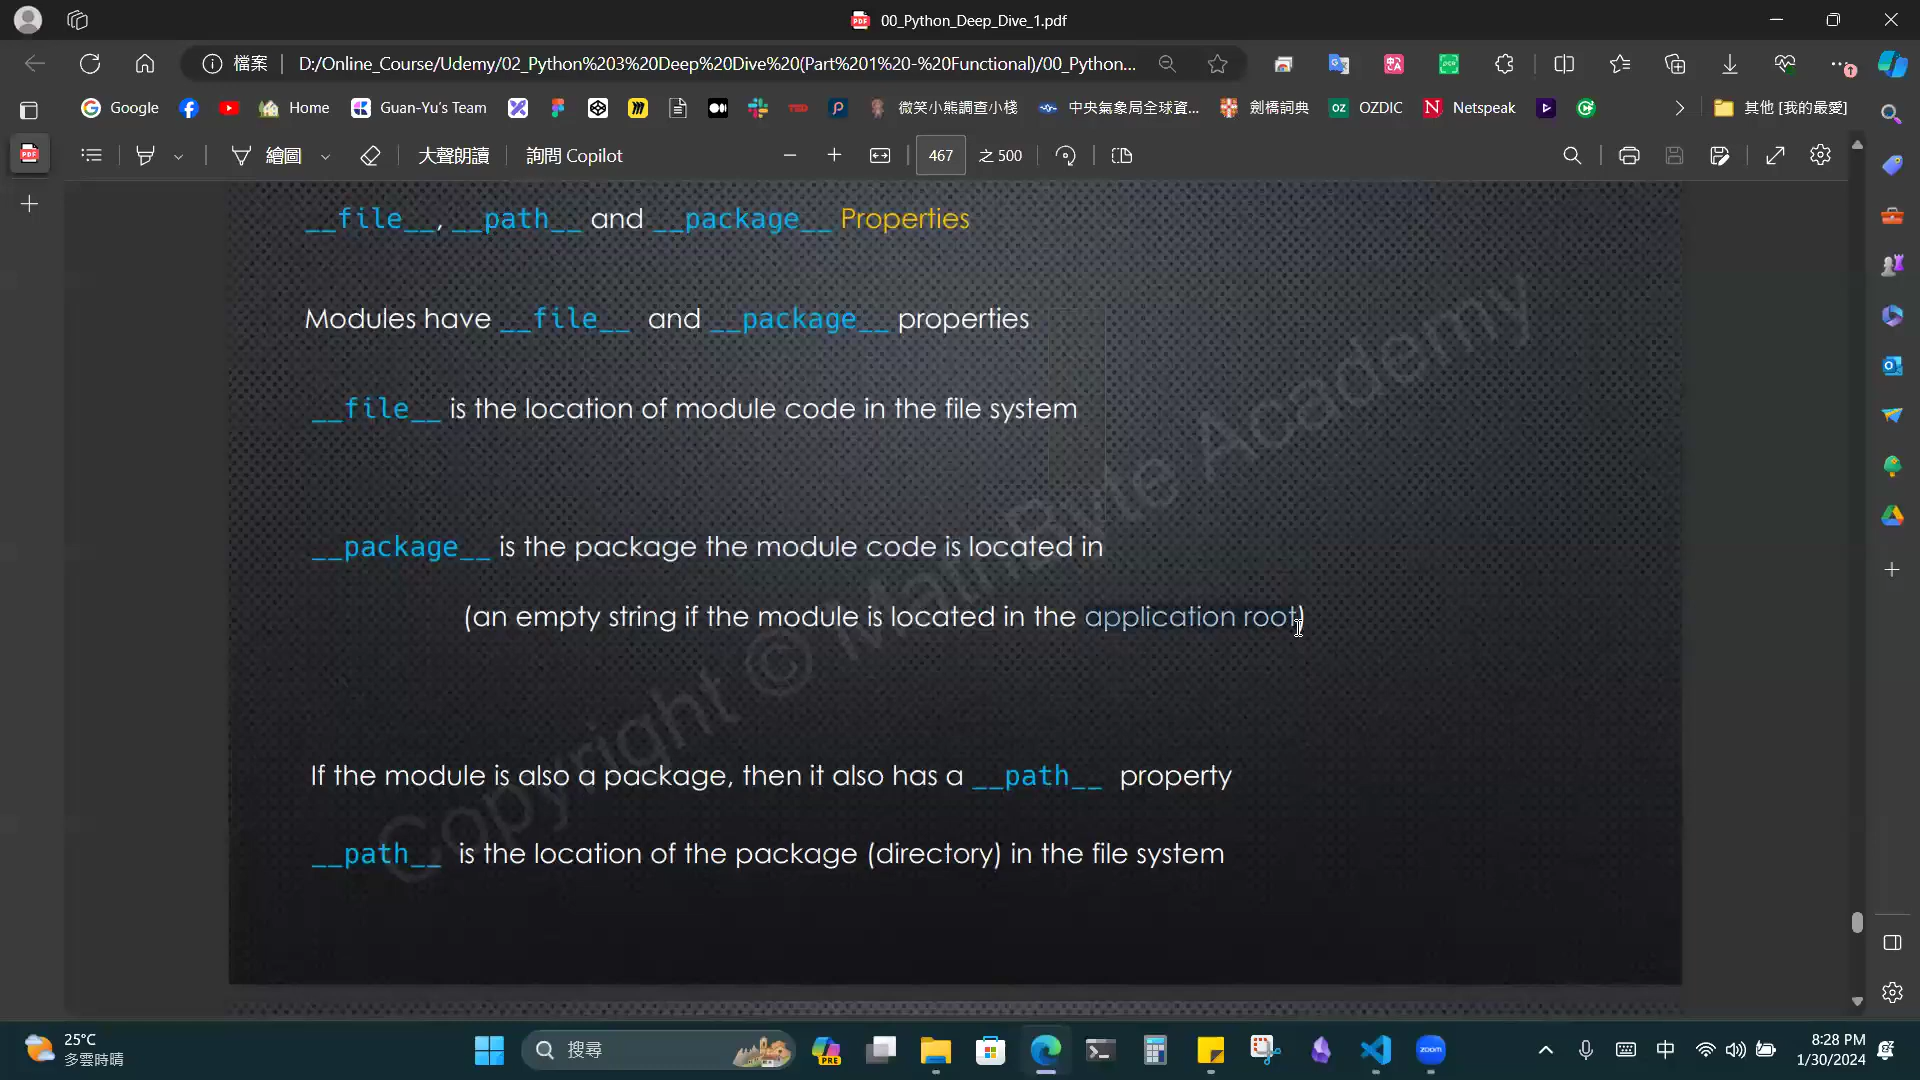 00_Python_Deep_Dive_1.pdf
檔案 D:/Online_Course/Udemy/02_Python%203%20Deep%20Dive%20(Part%201%20-%20Functional)/00_Python...
Google Home Guan-Yu's Team 微笑小熊調查小棧 中央氣象局全球資... 劍橋詞典 OZ OZDIC N Netspeak 其他 [我的最愛]
繪圖 大聲朗讀 詢問 Copilot 467 之 500
__file__, __path__ and __package__ Properties
Modules have __file__ and __package__ properties
__file__ is the location of module code in the file system
__package__ is the package the module code is located in
(an empty string if the module is located in the application root)
If the module is also a package, then it also has a __path__ property
__path__ is the location of the package (directory) in the file system
Copyright © MathByte Academy
25°C
多雲時晴
搜尋
PRE
zoom
中
8:28 PM
1/30/2024